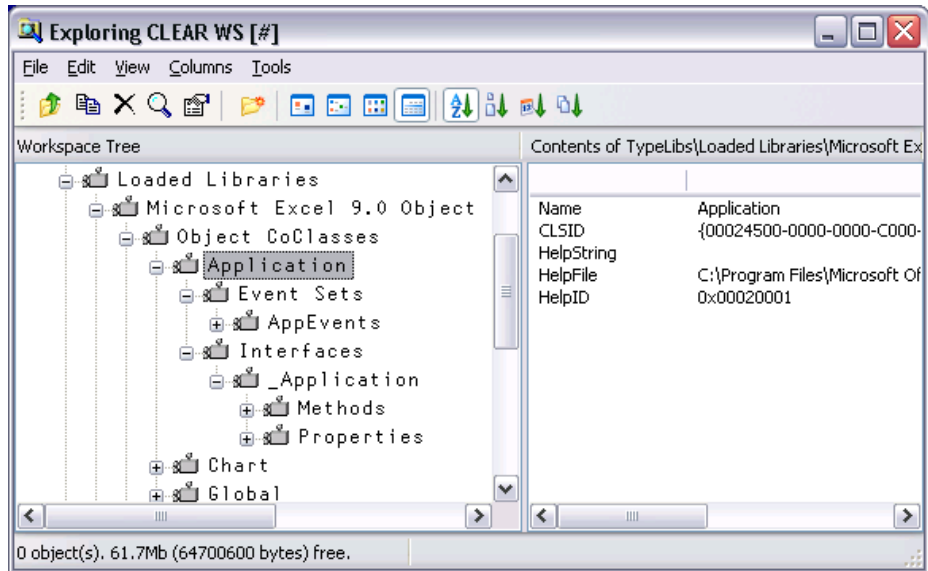 Exploring CLEAR WS [#]
File Edit View Columns Tools
Workspace Tree
Contents of TypeLibs\Loaded Libraries\Microsoft Ex
Loaded Libraries
Microsoft Excel 9.0 Object
Object CoClasses
Application
Event Sets
AppEvents
Interfaces
_Application
Methods
Properties
Chart
Global
Name Application
CLSID {00024500-0000-0000-C000-
HelpString
HelpFile C:\Program Files\Microsoft Of
HelpID 0x00020001
0 object(s). 61.7Mb (64700600 bytes) free.